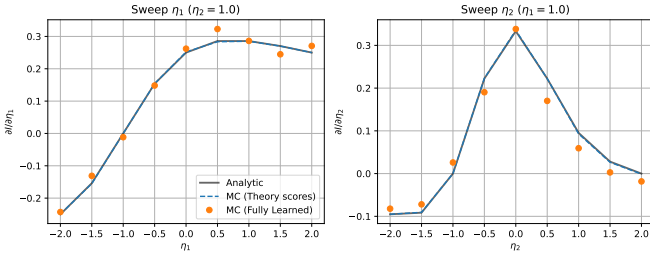 Sweep η₁ (η₂ = 1.0)
∂I/∂η₁
0.3
0.2
0.1
0.0
−0.1
−0.2
−2.0 −1.5 −1.0 −0.5 0.0 0.5 1.0 1.5 2.0
η₁
Analytic
MC (Theory scores)
MC (Fully Learned)
Sweep η₂ (η₁ = 1.0)
∂I/∂η₂
0.3
0.2
0.1
0.0
−0.1
−2.0 −1.5 −1.0 −0.5 0.0 0.5 1.0 1.5 2.0
η₂